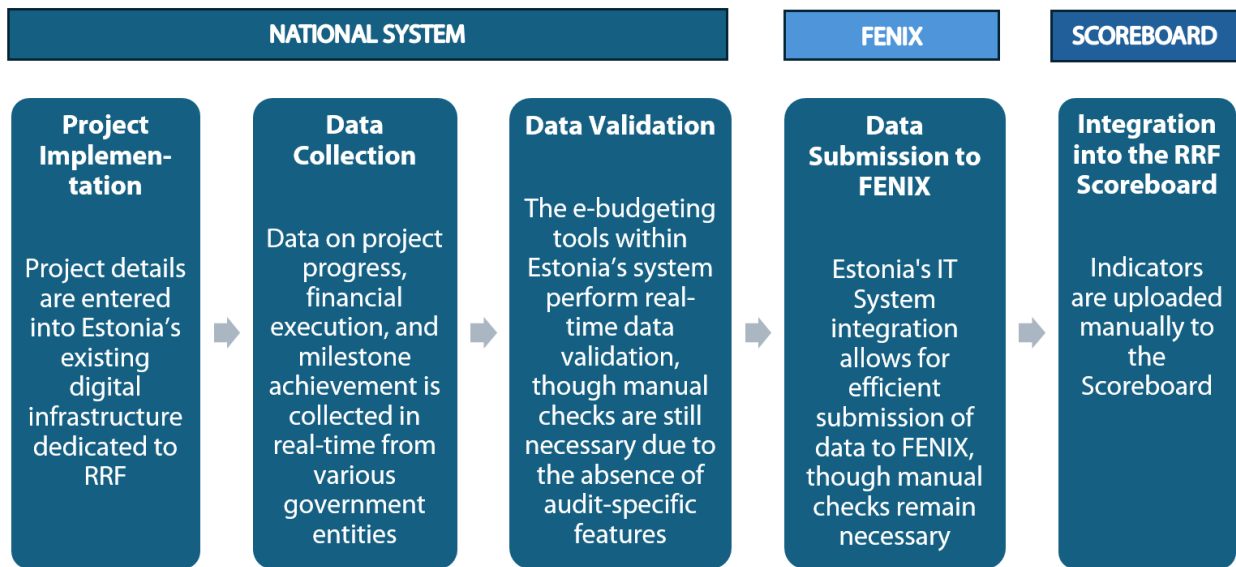 NATIONAL SYSTEM
FENIX
SCOREBOARD
Project
Implemen-
tation
Project details
are entered
into Estonia’s
existing
digital
infrastructure
dedicated to
RRF
Data
Collection
Data on project
progress,
financial
execution, and
milestone
achievement is
collected in
real-time from
various
government
entities
Data Validation
The e-budgeting
tools within
Estonia’s system
perform real-
time data
validation,
though manual
checks are still
necessary due to
the absence of
audit-specific
features
Data
Submission to
FENIX
Estonia's IT
System
integration
allows for
efficient
submission of
data to FENIX,
though manual
checks remain
necessary
Integration
into the RRF
Scoreboard
Indicators
are uploaded
manually to
the
Scoreboard